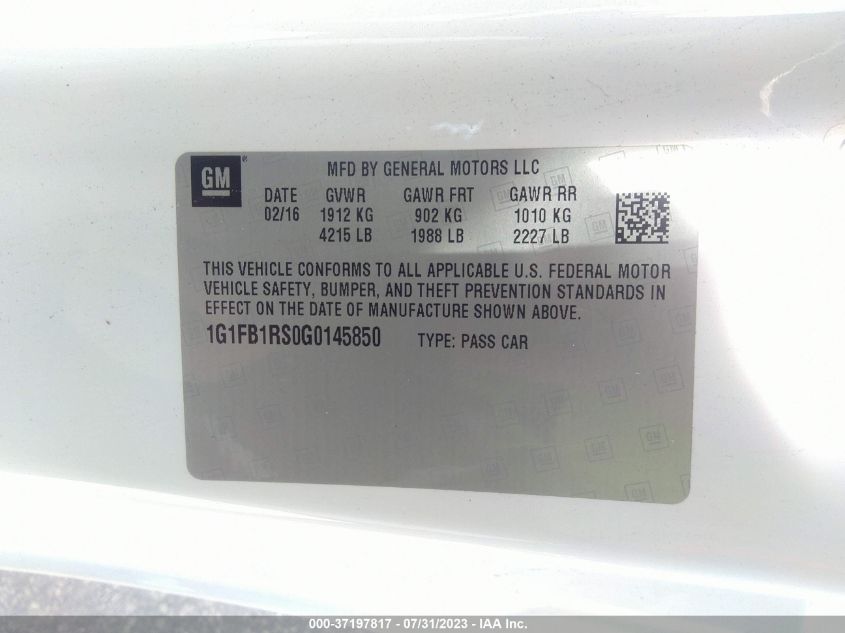 GM ®
MFD BY GENERAL MOTORS LLC
DATE GVWR GAWR FRT GAWR RR
02/16 1912 KG 902 KG 1010 KG
4215 LB 1988 LB 2227 LB
THIS VEHICLE CONFORMS TO ALL APPLICABLE U.S. FEDERAL MOTOR
VEHICLE SAFETY, BUMPER, AND THEFT PREVENTION STANDARDS IN
EFFECT ON THE DATE OF MANUFACTURE SHOWN ABOVE.
1G1FB1RS0G0145850 TYPE: PASS CAR
000-37197817 - 07/31/2023 - IAA Inc.